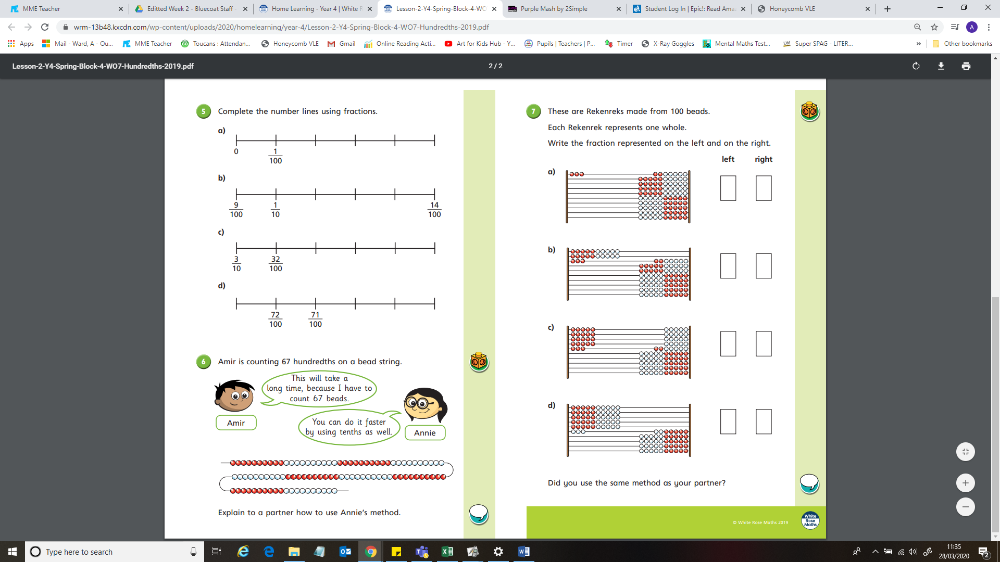 MME Teacher
Editted Week 2 - Bluecoat Staff -
Home Learning - Year 4 | White R
Lesson-2-Y4-Spring-Block-4-WO
Purple Mash by 2Simple
Student Log In | Epic!: Read Ama
Honeycomb VLE
wrm-13b48.kxcdn.com/wp-content/uploads/2020/homelearning/year-4/Lesson-2-Y4-Spring-Block-4-WO7-Hundredths-2019.pdf
A
Apps
Mail - Ward, A - Ou...
MME Teacher
Toucans : Attendan...
Honeycomb VLE
Gmail
Online Reading Acti...
Art for Kids Hub - Y...
Pupils | Teachers | P...
Timer
X-Ray Goggles
Mental Maths Test...
LW Super SPAG - LITER...
»
Other bookmarks
Lesson-2-Y4-Spring-Block-4-WO7-Hundredths-2019.pdf
2 / 2
5 Complete the number lines using fractions.
a)
0 1/100
b)
9/100 1/10 14/100
c)
3/10 32/100
d)
72/100 71/100
6 Amir is counting 67 hundredths on a bead string.
This will take a
long time, because I have to
count 67 beads.
Amir
You can do it faster
by using tenths as well.
Annie
Explain to a partner how to use Annie's method.
7 These are Rekenreks made from 100 beads.
Each Rekenrek represents one whole.
Write the fraction represented on the left and on the right.
left right
a)
b)
c)
d)
Did you use the same method as your partner?
© White Rose Maths 2019
White
Rose
Maths
Type here to search
11:35
28/03/2020
2